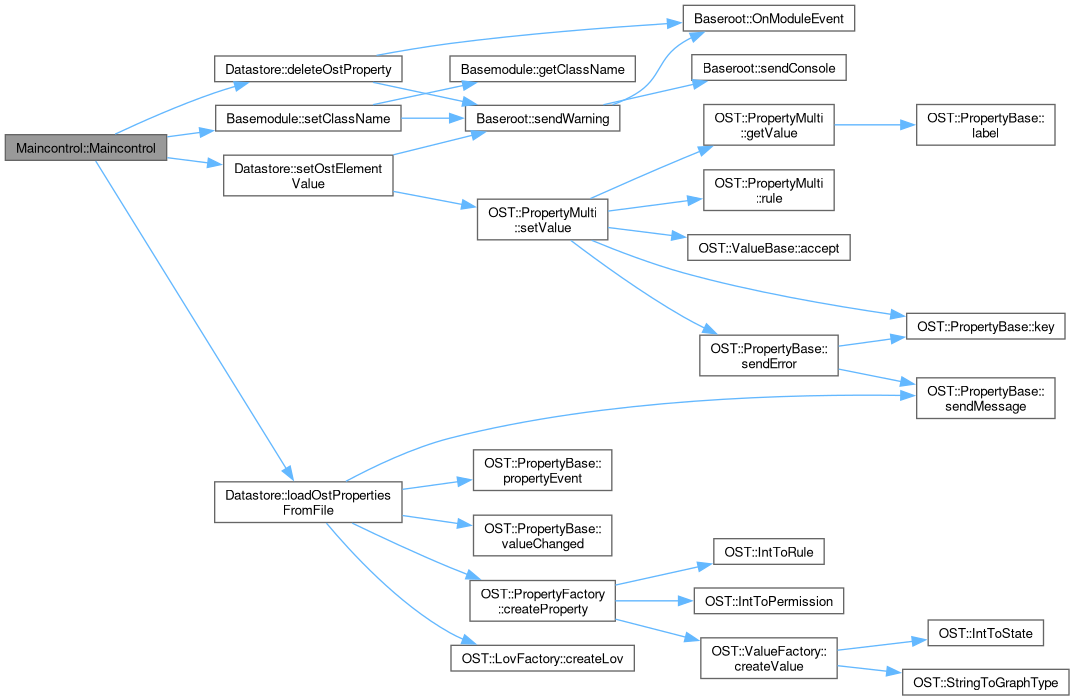 Maincontrol::Maincontrol
Datastore::deleteOstProperty
Basemodule::setClassName
Datastore::setOstElement
Value
Datastore::loadOstProperties
FromFile
Basemodule::getClassName
Baseroot::sendWarning
OST::PropertyMulti
::setValue
OST::PropertyBase::
propertyEvent
OST::PropertyBase::
valueChanged
OST::PropertyFactory
::createProperty
OST::LovFactory::createLov
Baseroot::OnModuleEvent
Baseroot::sendConsole
OST::PropertyMulti
::getValue
OST::PropertyMulti
::rule
OST::ValueBase::accept
OST::PropertyBase::
sendError
OST::IntToRule
OST::IntToPermission
OST::ValueFactory::
createValue
OST::PropertyBase::
label
OST::PropertyBase::key
OST::PropertyBase::
sendMessage
OST::IntToState
OST::StringToGraphType